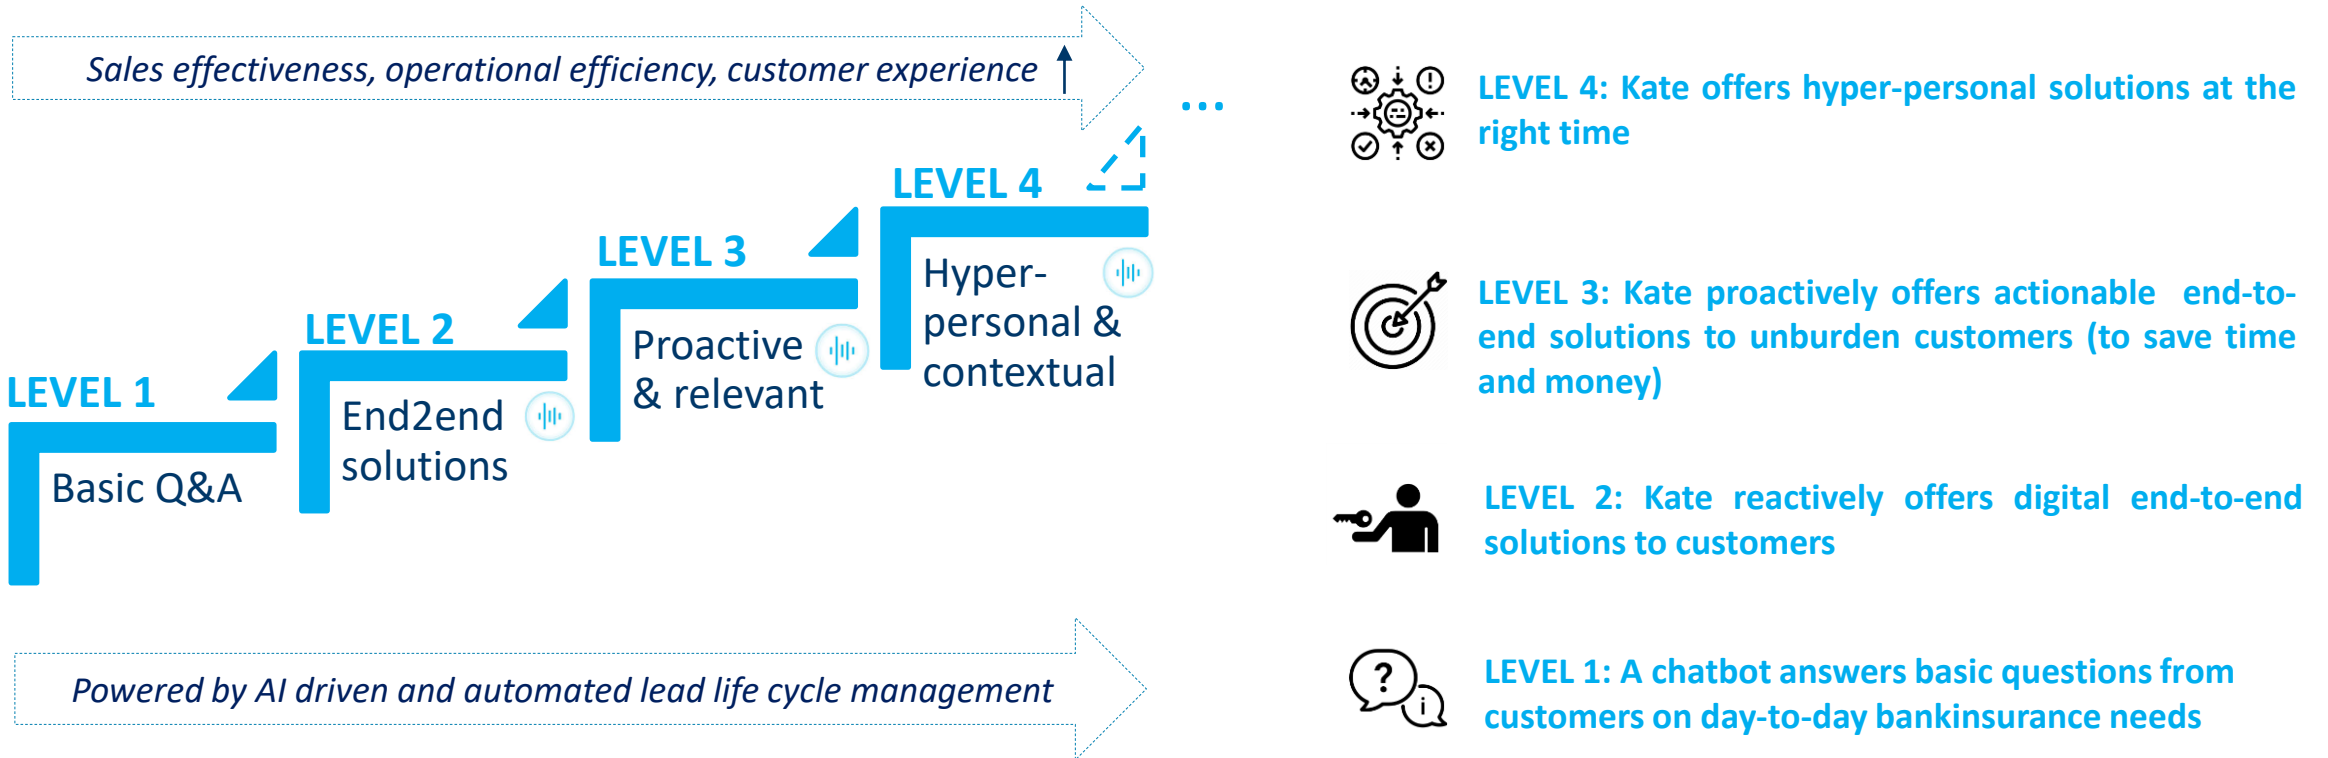 Sales effectiveness, operational efficiency, customer experience
...
LEVEL 4
Hyper-
personal &
contextual
LEVEL 3
Proactive
& relevant
LEVEL 2
End2end
solutions
LEVEL 1
Basic Q&A
Powered by AI driven and automated lead life cycle management
LEVEL 4: Kate offers hyper-personal solutions at the
right time
LEVEL 3: Kate proactively offers actionable end-to-
end solutions to unburden customers (to save time
and money)
LEVEL 2: Kate reactively offers digital end-to-end
solutions to customers
?
i
LEVEL 1: A chatbot answers basic questions from
customers on day-to-day bankinsurance needs